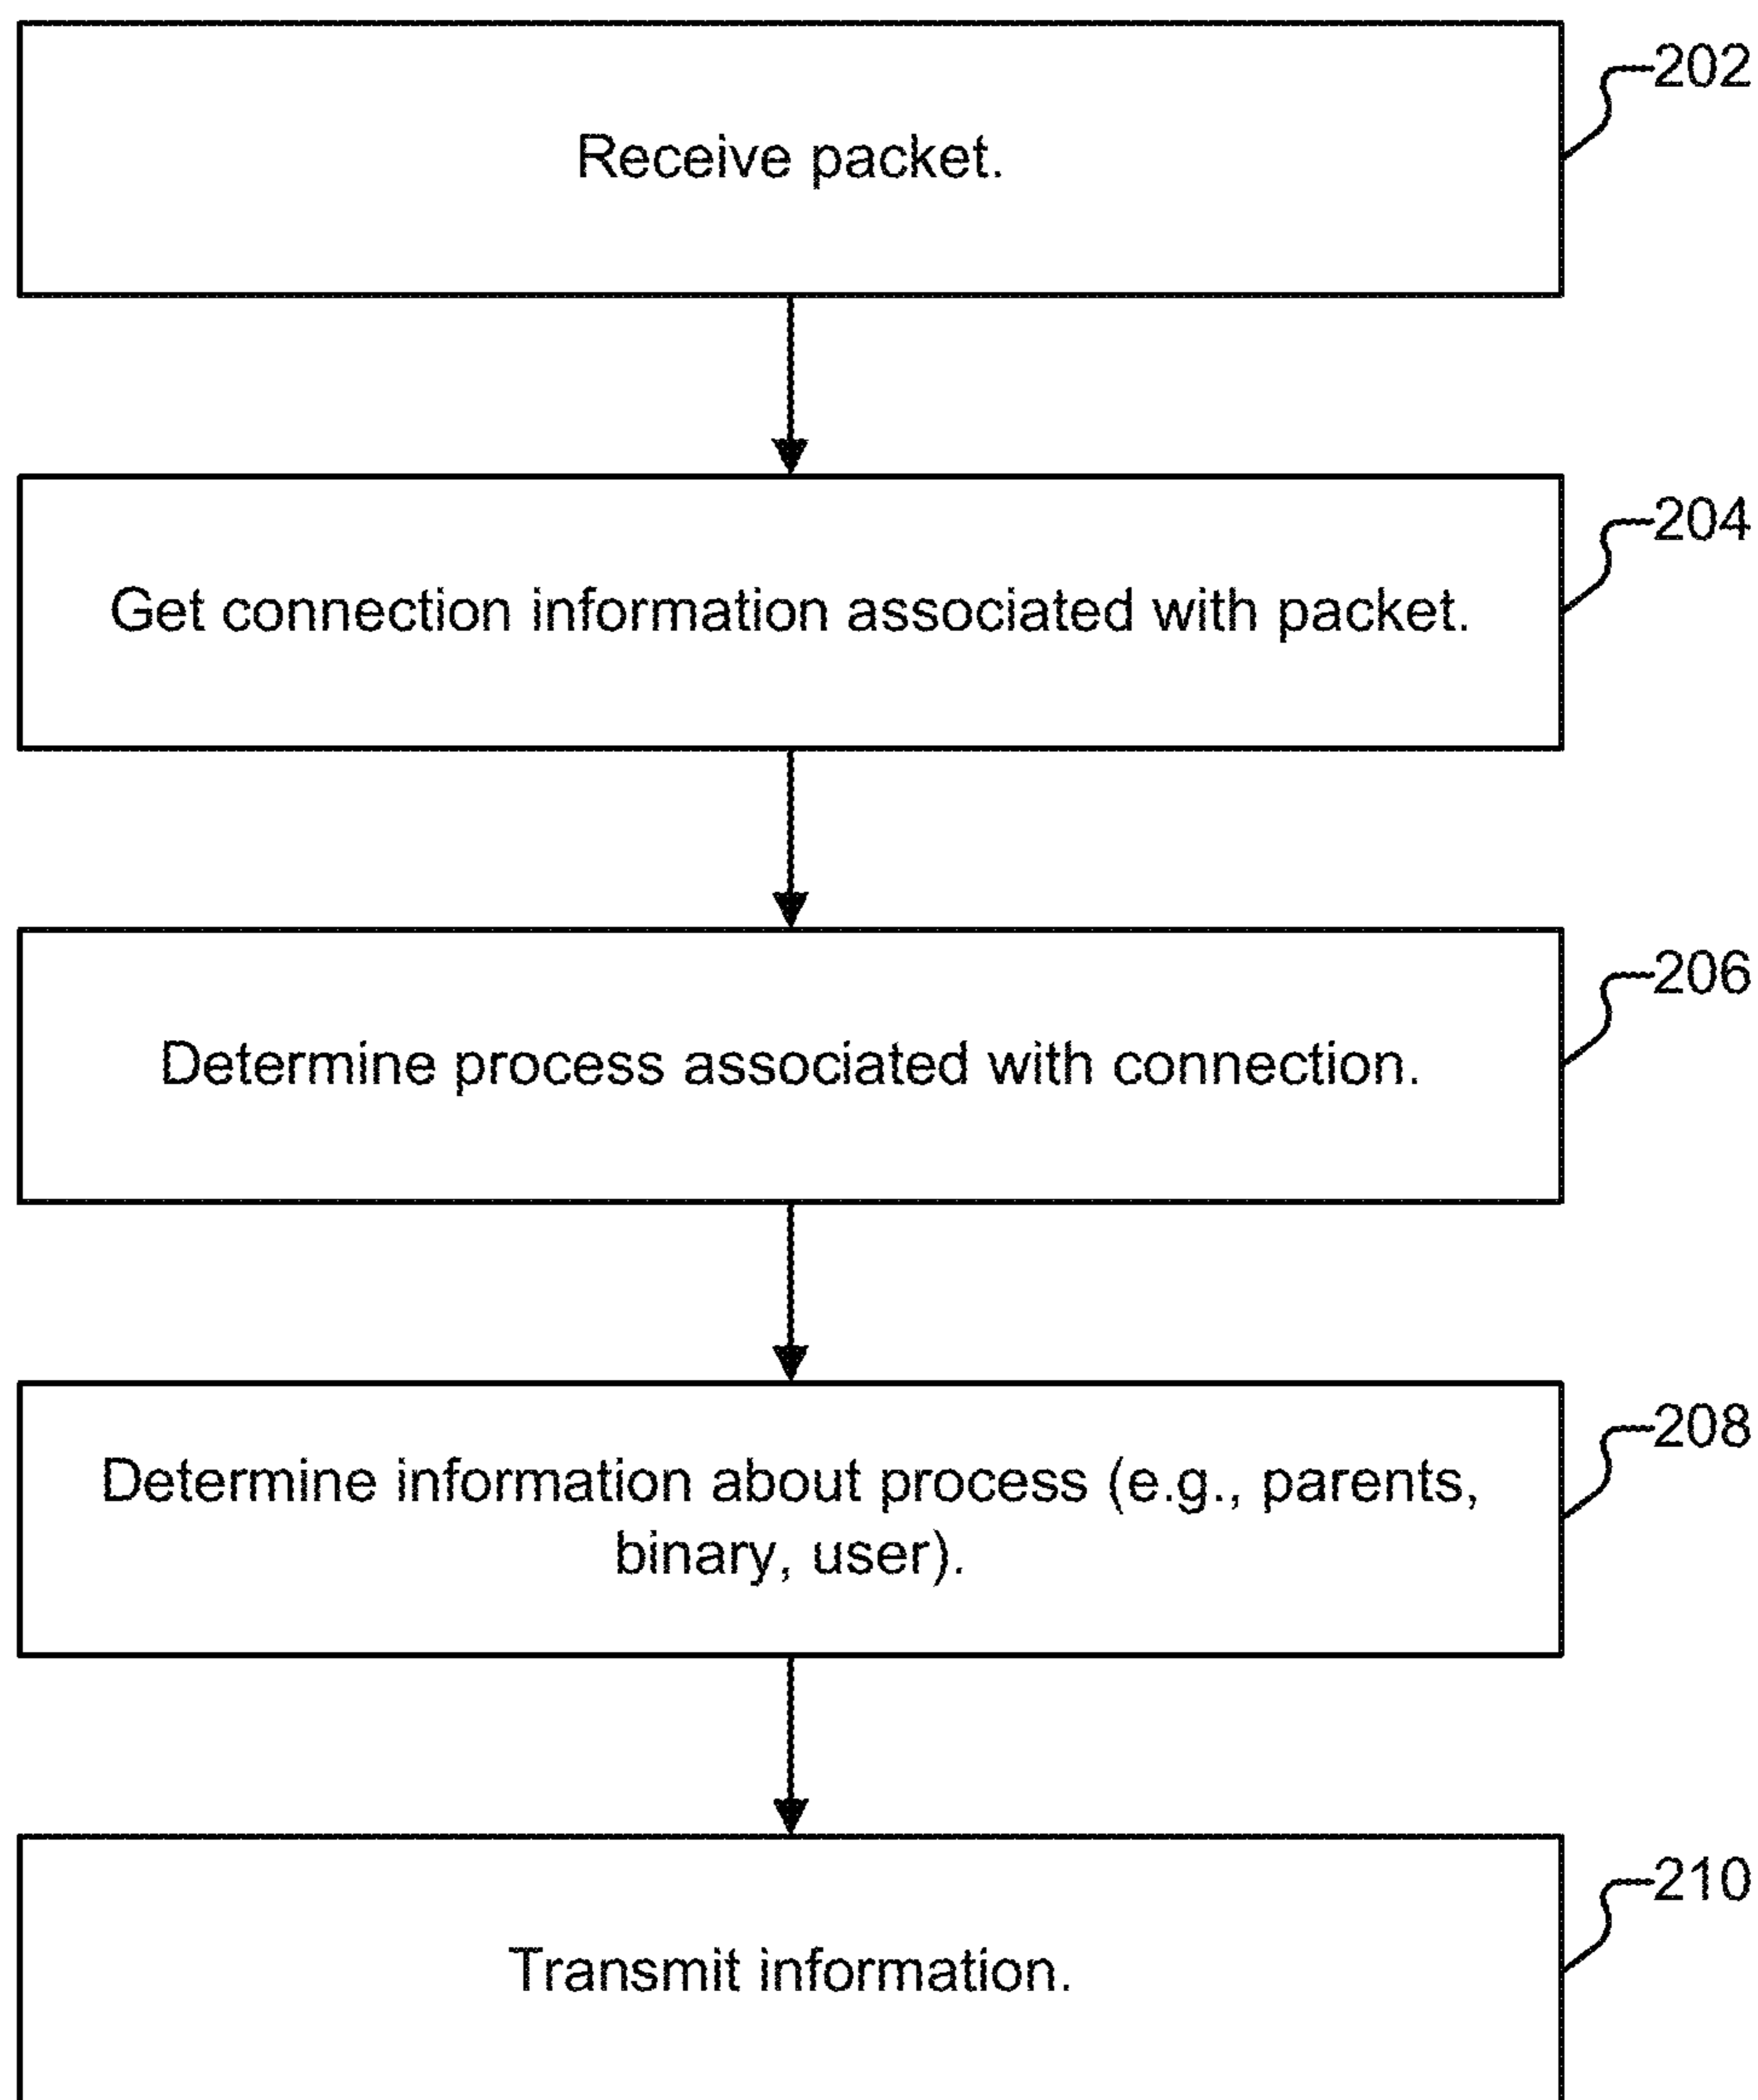 202
Receive packet.
204
Get connection information associated with packet.
206
Determine process associated with connection.
208
Determine information about process (e.g., parents,
binary, user).
210
Transmit information.